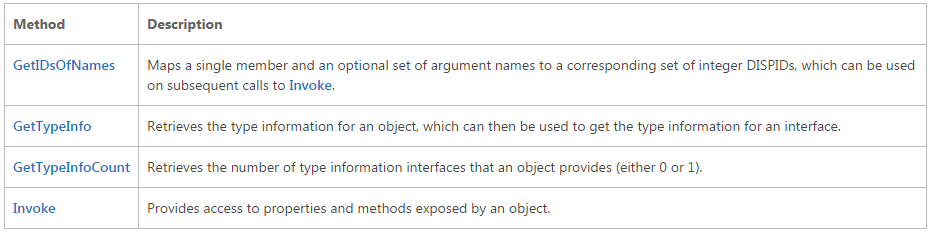 Method Description
GetIDsOfNames Maps a single member and an optional set of argument names to a corresponding set of integer DISPIDs, which can be used
on subsequent calls to Invoke.
GetTypeInfo Retrieves the type information for an object, which can then be used to get the type information for an interface.
GetTypeInfoCount Retrieves the number of type information interfaces that an object provides (either 0 or 1).
Invoke Provides access to properties and methods exposed by an object.